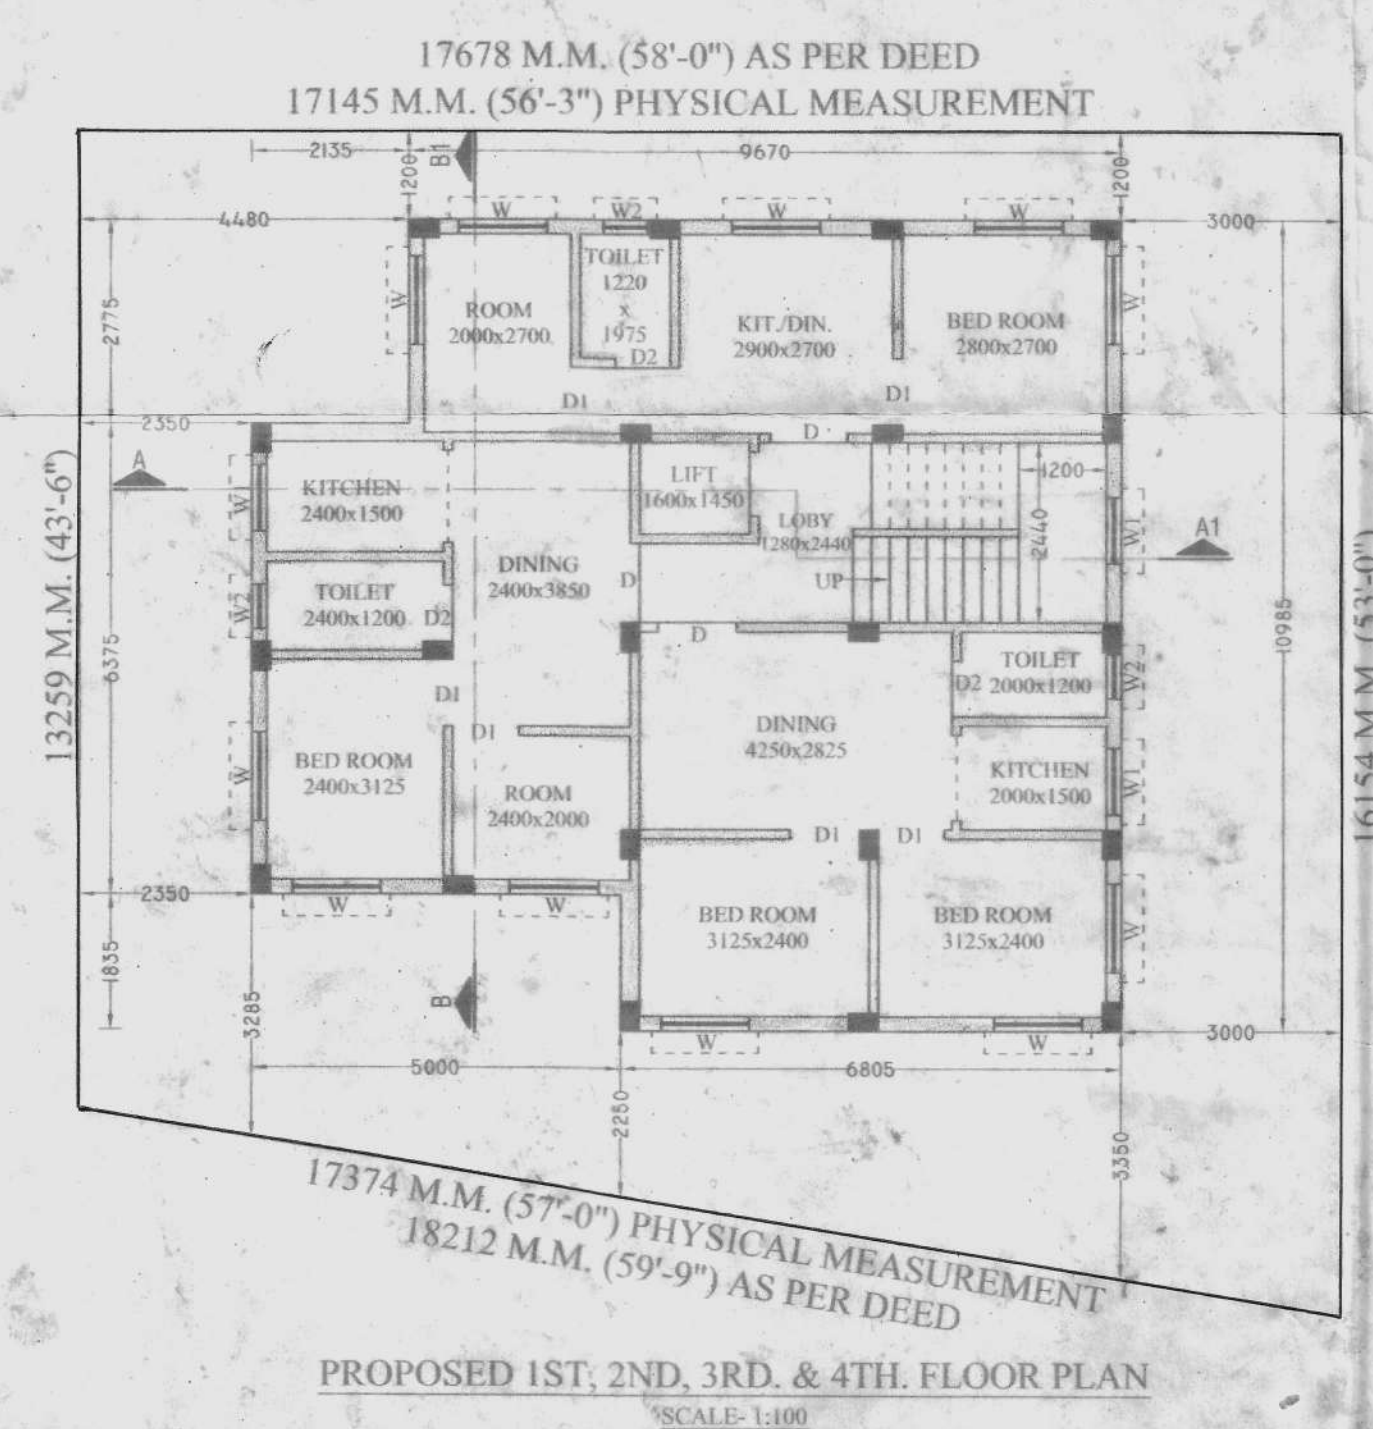 17678 M.M. (58'-0") AS PER DEED
17145 M.M. (56'-3") PHYSICAL MEASUREMENT
2135
1200
B1
9670
1200
4480
3000
W
W2
W
W
W
2775
ROOM
2000x2700
TOILET
1220
x
1975
D2
KIT./DIN.
2900x2700
BED ROOM
2800x2700
W
D1
D1
2350
D
A
W1
KITCHEN
2400x1500
LIFT
1600x1450
LOBY
1280x2440
1200
2440
W1
A1
DINING
2400x3850
D
UP
W2
TOILET
2400x1200
D2
13259 M.M. (43'-6")
6375
10985
16154 M.M. (53'-0")
D
TOILET
2000x1200
D2
W2
D1
D1
DINING
4250x2825
W
BED ROOM
2400x3125
ROOM
2400x2000
KITCHEN
2000x1500
W1
D1
D1
2350
W
W
BED ROOM
3125x2400
BED ROOM
3125x2400
W
1835
3285
B
W
W
3000
5000
6805
2250
3350
17374 M.M. (57'-0") PHYSICAL MEASUREMENT
18212 M.M. (59'-9") AS PER DEED
PROPOSED 1ST, 2ND, 3RD. & 4TH. FLOOR PLAN
SCALE- 1:100